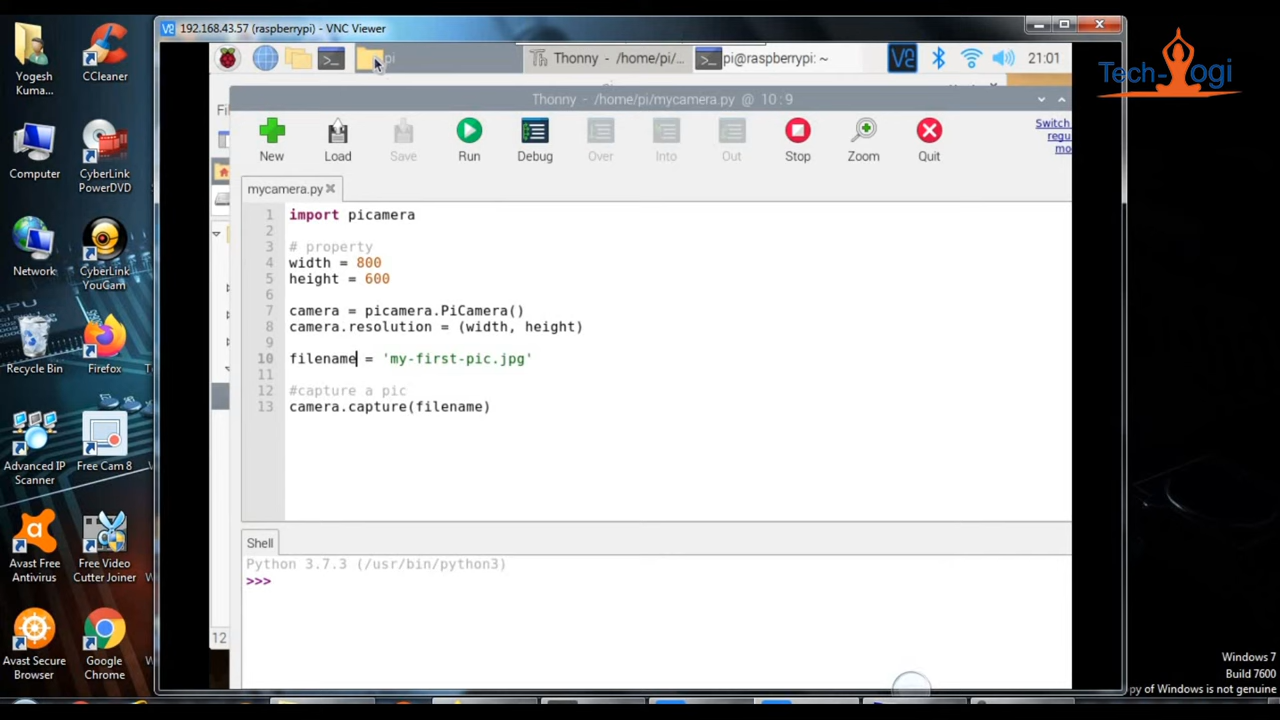 192.168.43.57 (raspberrypi) - VNC Viewer
Tech-Yogi
pi
Thonny - /home/pi/...
pi@raspberrypi: ~
21:01
Thonny - /home/pi/mycamera.py @ 10:9
New
Load
Save
Run
Debug
Over
Into
Out
Stop
Zoom
Quit
Switch
regu
mo
mycamera.py
1 import picamera
2
3 # property
4 width = 800
5 height = 600
6
7 camera = picamera.PiCamera()
8 camera.resolution = (width, height)
9
10 filename = 'my-first-pic.jpg'
11
12 #capture a pic
13 camera.capture(filename)
Shell
Python 3.7.3 (/usr/bin/python3)
>>>
12
Yogesh
Kuma...
CCleaner
Computer
CyberLink
PowerDVD
Network
CyberLink
YouCam
Recycle Bin
Firefox
Advanced IP
Scanner
Free Cam 8
Avast Free
Antivirus
Free Video
Cutter Joiner
Avast Secure
Browser
Google
Chrome
Windows 7
Build 7600
py of Windows is not genuine